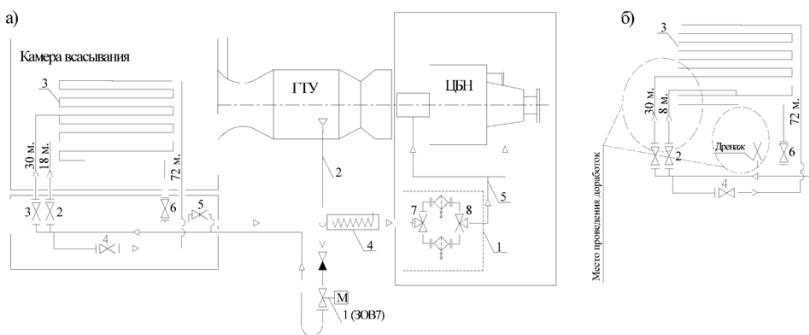 а)
Камера всасывания
3
30 м.
18 м.
72 м.
3
2
6
5
4
ГТУ
2
4
М
1 (ЗОВ7)
ЦБН
5
7
8
1
б)
3
30 м.
8 м.
72 м.
2
Дренаж
6
4
Место проведения доработок